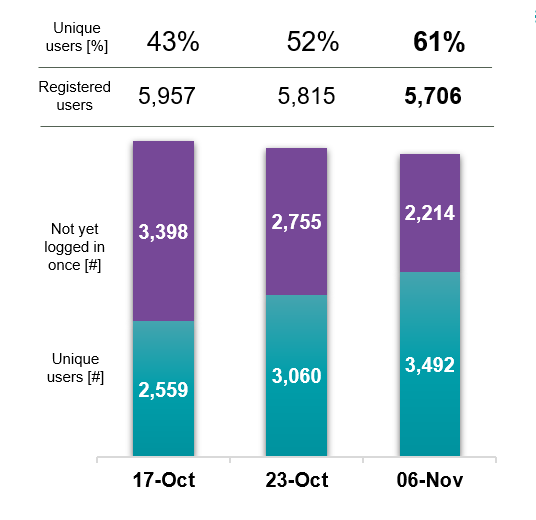 Unique
users [%]
43%
52%
61%
Registered
users
5,957
5,815
5,706
Not yet
logged in
once [#]
3,398
2,755
2,214
Unique
users [#]
2,559
3,060
3,492
17-Oct
23-Oct
06-Nov